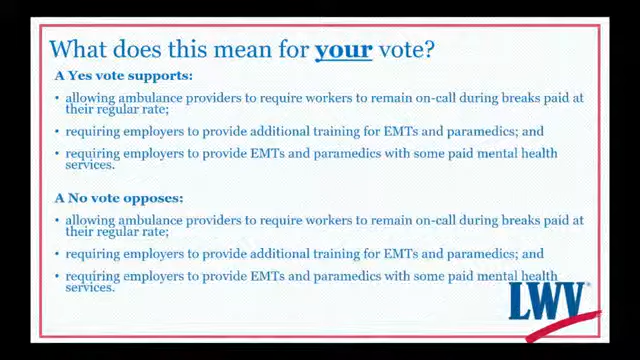 What does this mean for your vote?
A Yes vote supports:
• allowing ambulance providers to require workers to remain on-call during breaks paid at
their regular rate;
• requiring employers to provide additional training for EMTs and paramedics; and
• requiring employers to provide EMTs and paramedics with some paid mental health
services.
A No vote opposes:
• allowing ambulance providers to require workers to remain on-call during breaks paid at
their regular rate;
• requiring employers to provide additional training for EMTs and paramedics; and
• requiring employers to provide EMTs and paramedics with some paid mental health
services.
LWV®